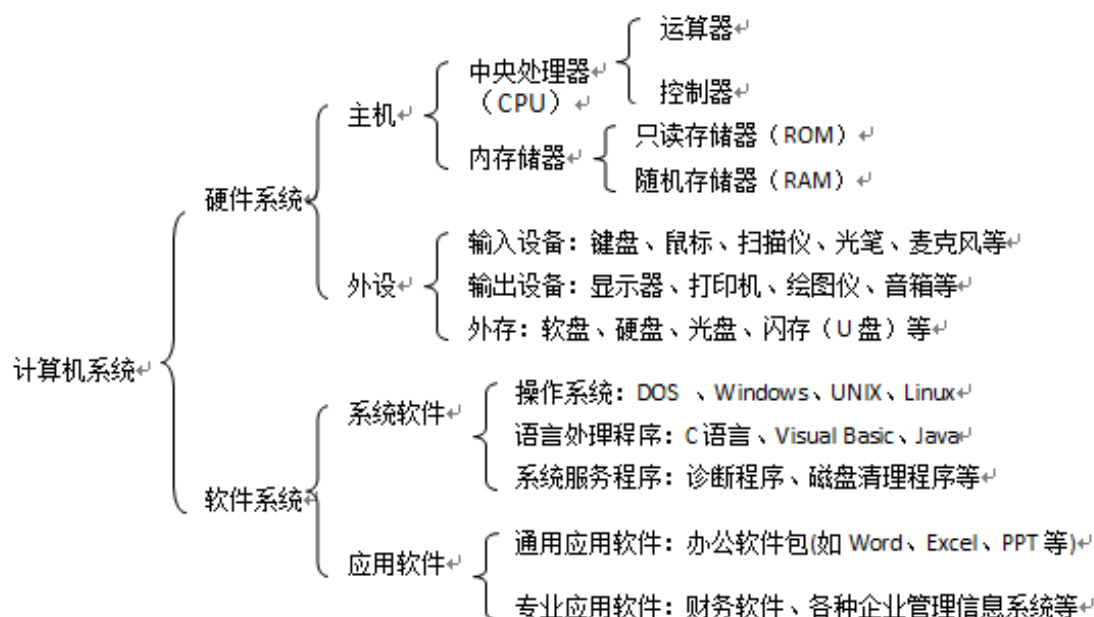 运算器
中央处理器
（CPU）
控制器
主机
只读存储器（ROM）
内存储器
随机存储器（RAM）
硬件系统
输入设备：键盘、鼠标、扫描仪、光笔、麦克风等
外设
输出设备：显示器、打印机、绘图仪、音箱等
外存：软盘、硬盘、光盘、闪存（U盘）等
计算机系统
操作系统：DOS 、Windows、UNIX、Linux
系统软件
语言处理程序：C语言、Visual Basic、Java
系统服务程序：诊断程序、磁盘清理程序等
软件系统
通用应用软件：办公软件包(如 Word、Excel、PPT 等)
应用软件
专业应用软件：财务软件、各种企业管理信息系统等